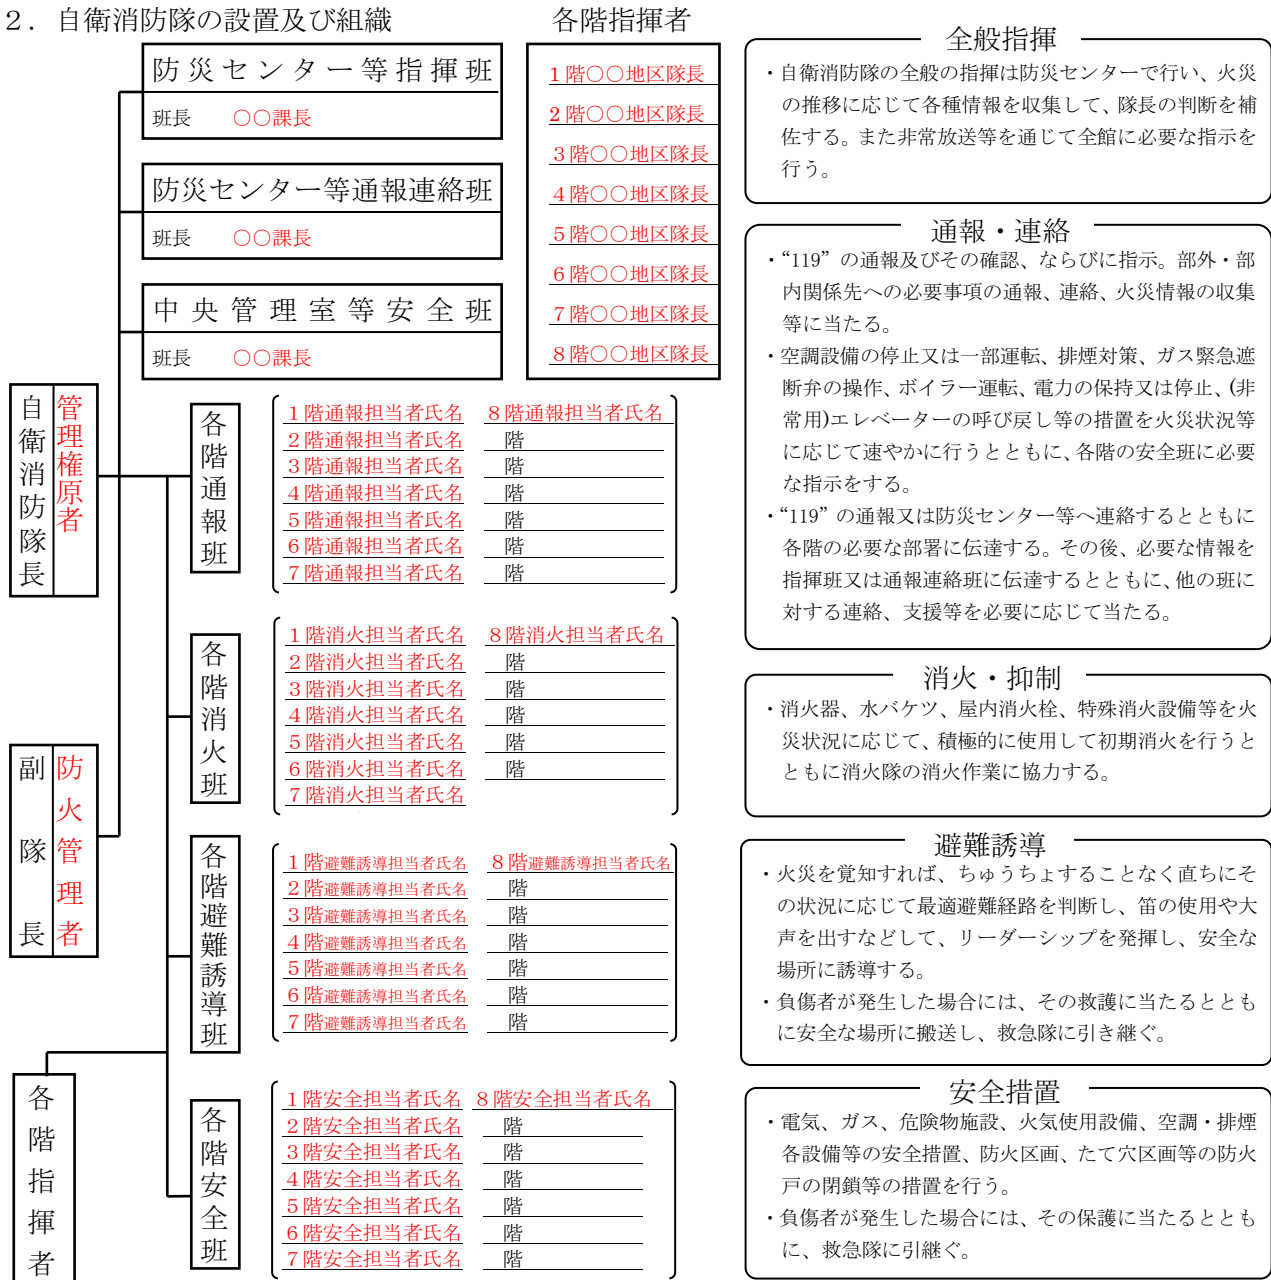 ２．自衛消防隊の設置及び組織
防災センター等指揮班
班長　○○課長
防災センター等通報連絡班
班長　○○課長
中央管理室等安全班
班長　○○課長
各階指揮者
1階○○地区隊長
2階○○地区隊長
3階○○地区隊長
4階○○地区隊長
5階○○地区隊長
6階○○地区隊長
7階○○地区隊長
8階○○地区隊長
自衛消防隊長
管理権原者
副隊長
防火管理者
各階指揮者
各階通報班
1階通報担当者氏名　8階通報担当者氏名
2階通報担当者氏名　階
3階通報担当者氏名　階
4階通報担当者氏名　階
5階通報担当者氏名　階
6階通報担当者氏名　階
7階通報担当者氏名　階
各階消火班
1階消火担当者氏名　8階消火担当者氏名
2階消火担当者氏名　階
3階消火担当者氏名　階
4階消火担当者氏名　階
5階消火担当者氏名　階
6階消火担当者氏名　階
7階消火担当者氏名
各階避難誘導班
1階避難誘導担当者氏名　8階避難誘導担当者氏名
2階避難誘導担当者氏名　階
3階避難誘導担当者氏名　階
4階避難誘導担当者氏名　階
5階避難誘導担当者氏名　階
6階避難誘導担当者氏名　階
7階避難誘導担当者氏名　階
各階安全班
1階安全担当者氏名　8階安全担当者氏名
2階安全担当者氏名　階
3階安全担当者氏名　階
4階安全担当者氏名　階
5階安全担当者氏名　階
6階安全担当者氏名　階
7階安全担当者氏名　階
全般指揮
・自衛消防隊の全般の指揮は防災センターで行い、火災
の推移に応じて各種情報を収集して、隊長の判断を補
佐する。また非常放送等を通じて全館に必要な指示を
行う。
通報・連絡
・“119”の通報及びその確認、ならびに指示。部外・部
内関係先への必要事項の通報、連絡、火災情報の収集
等に当たる。
・空調設備の停止又は一部運転、排煙対策、ガス緊急遮
断弁の操作、ボイラー運転、電力の保持又は停止、(非
常用)エレベーターの呼び戻し等の措置を火災状況等
に応じて速やかに行うとともに、各階の安全班に必要
な指示をする。
・“119”の通報又は防災センター等へ連絡するとともに
各階の必要な部署に伝達する。その後、必要な情報を
指揮班又は通報連絡班に伝達するとともに、他の班に
対する連絡、支援等を必要に応じて当たる。
消火・抑制
・消火器、水バケツ、屋内消火栓、特殊消火設備等を火
災状況に応じて、積極的に使用して初期消火を行うと
ともに消火隊の消火作業に協力する。
避難誘導
・火災を覚知すれば、ちゅうちょすることなく直ちにそ
の状況に応じて最適避難経路を判断し、笛の使用や大
声を出すなどして、リーダーシップを発揮し、安全な
場所に誘導する。
・負傷者が発生した場合には、その救護に当たるととも
に安全な場所に搬送し、救急隊に引き継ぐ。
安全措置
・電気、ガス、危険物施設、火気使用設備、空調・排煙
各設備等の安全措置、防火区画、たて穴区画等の防火
戸の閉鎖等の措置を行う。
・負傷者が発生した場合には、その保護に当たるととも
に、救急隊に引継ぐ。